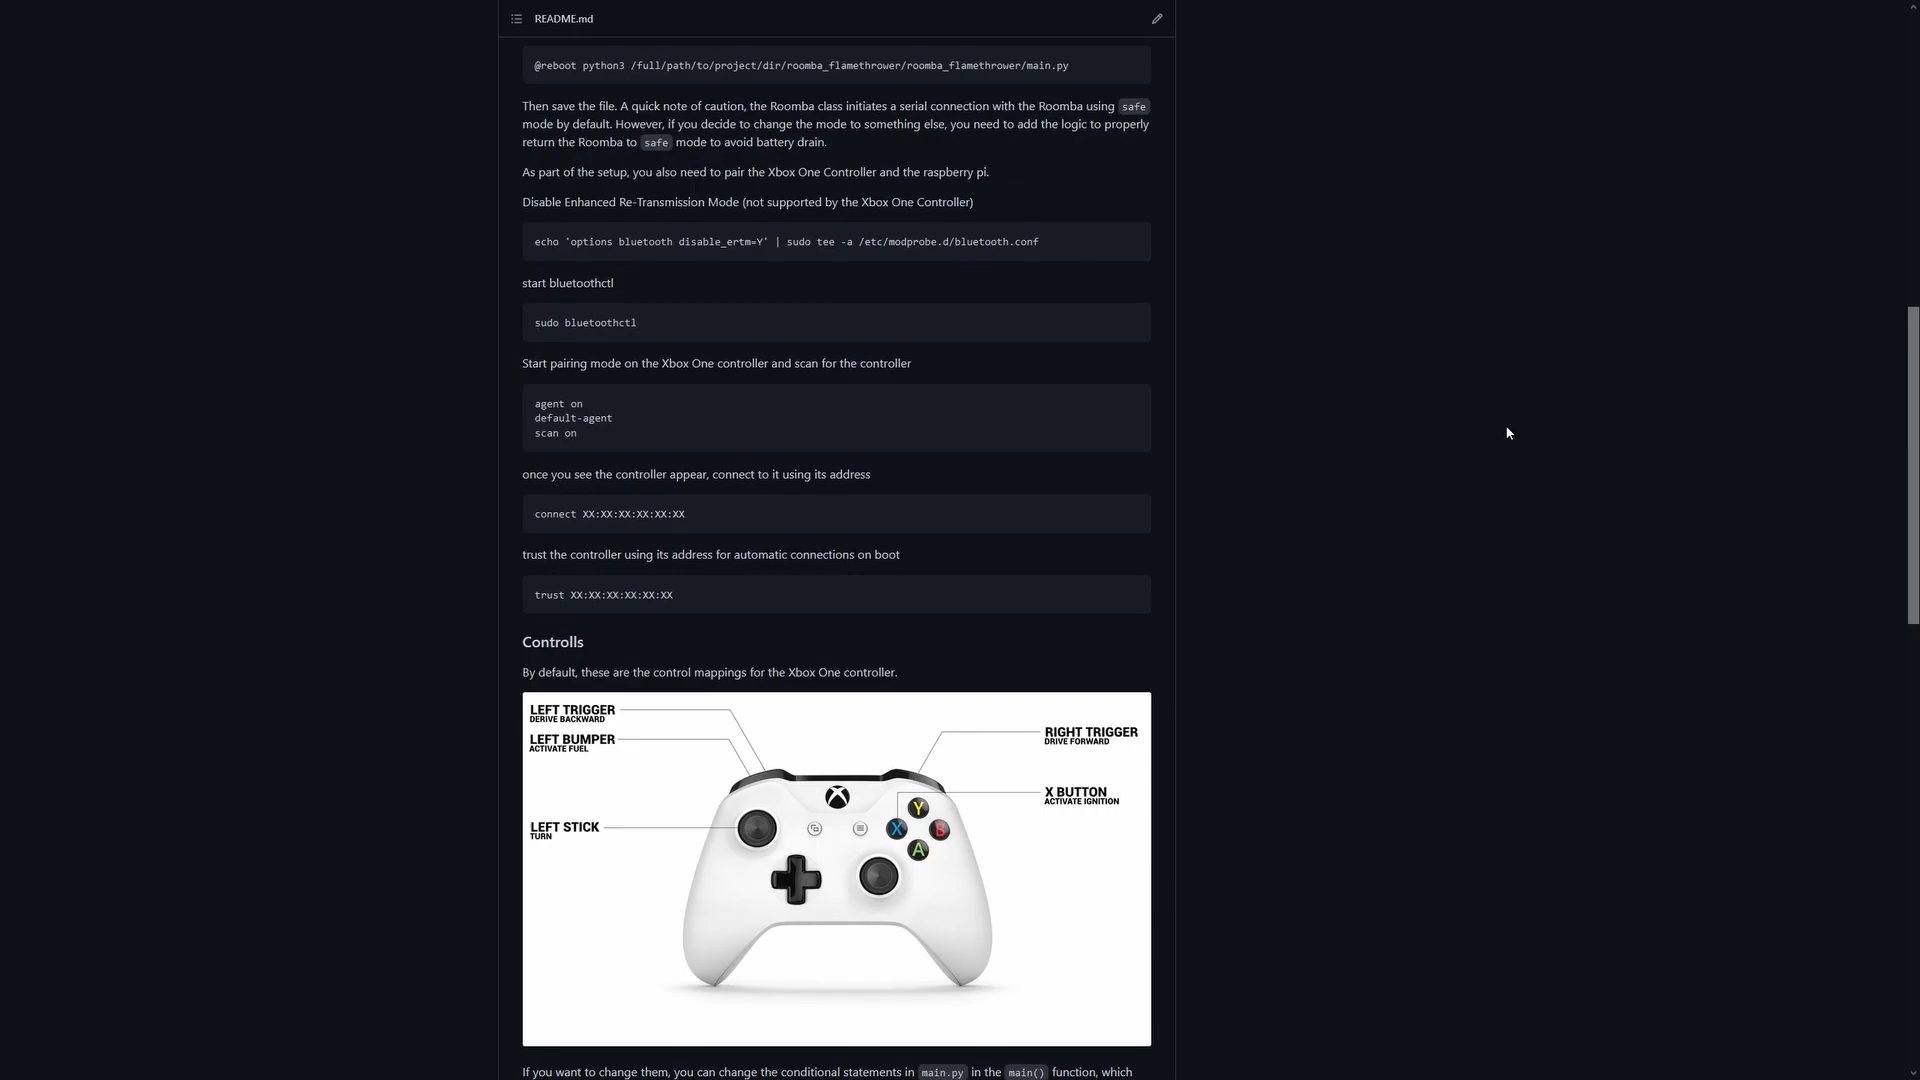 README.md
@reboot python3 /full/path/to/project/dir/roomba_flamethrower/roomba_flamethrower/main.py
Then save the file. A quick note of caution, the Roomba class initiates a serial connection with the Roomba using safe
mode by default. However, if you decide to change the mode to something else, you need to add the logic to properly
return the Roomba to safe mode to avoid battery drain.
As part of the setup, you also need to pair the Xbox One Controller and the raspberry pi.
Disable Enhanced Re-Transmission Mode (not supported by the Xbox One Controller)
echo 'options bluetooth disable_ertm=Y' | sudo tee -a /etc/modprobe.d/bluetooth.conf
start bluetoothctl
sudo bluetoothctl
Start pairing mode on the Xbox One controller and scan for the controller
agent on
default-agent
scan on
once you see the controller appear, connect to it using its address
connect XX:XX:XX:XX:XX:XX
trust the controller using its address for automatic connections on boot
trust XX:XX:XX:XX:XX:XX
Controlls
By default, these are the control mappings for the Xbox One controller.
LEFT TRIGGER
DERIVE BACKWARD
LEFT BUMPER
ACTIVATE FUEL
RIGHT TRIGGER
DRIVE FORWARD
X BUTTON
ACTIVATE IGNITION
LEFT STICK
TURN
Y
X
B
A
If you want to change them, you can change the conditional statements in main.py in the main() function, which